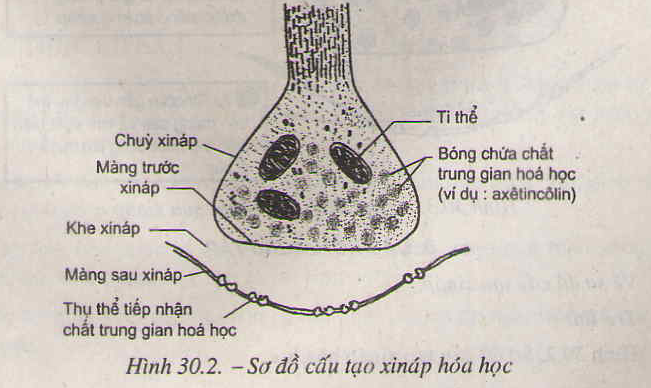 Chuỳ xináp
Màng trước
xináp
Khe xináp
Màng sau xináp
Thụ thể tiếp nhận
chất trung gian hoá học
Ti thể
Bóng chứa chất
trung gian hoá học
(ví dụ : axêtincôlin)
Hình 30.2. – Sơ đồ cấu tạo xináp hóa học